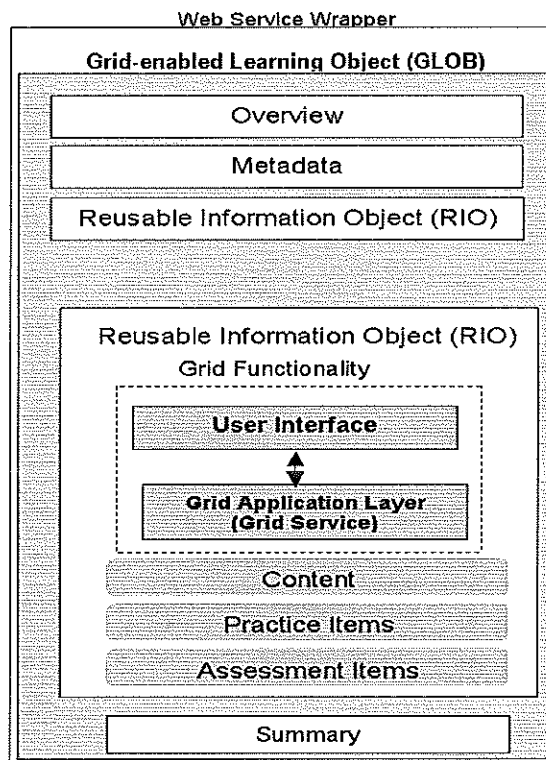 Web Service Wrapper
Grid-enabled Learning Object (GLOB)
Overview
Metadata
Reusable Information Object (RIO)
Reusable Information Object (RIO)
Grid Functionality
User Interface
Grid Application Layer
(Grid Service)
Content
Practice Items
Assessment Items
Summary